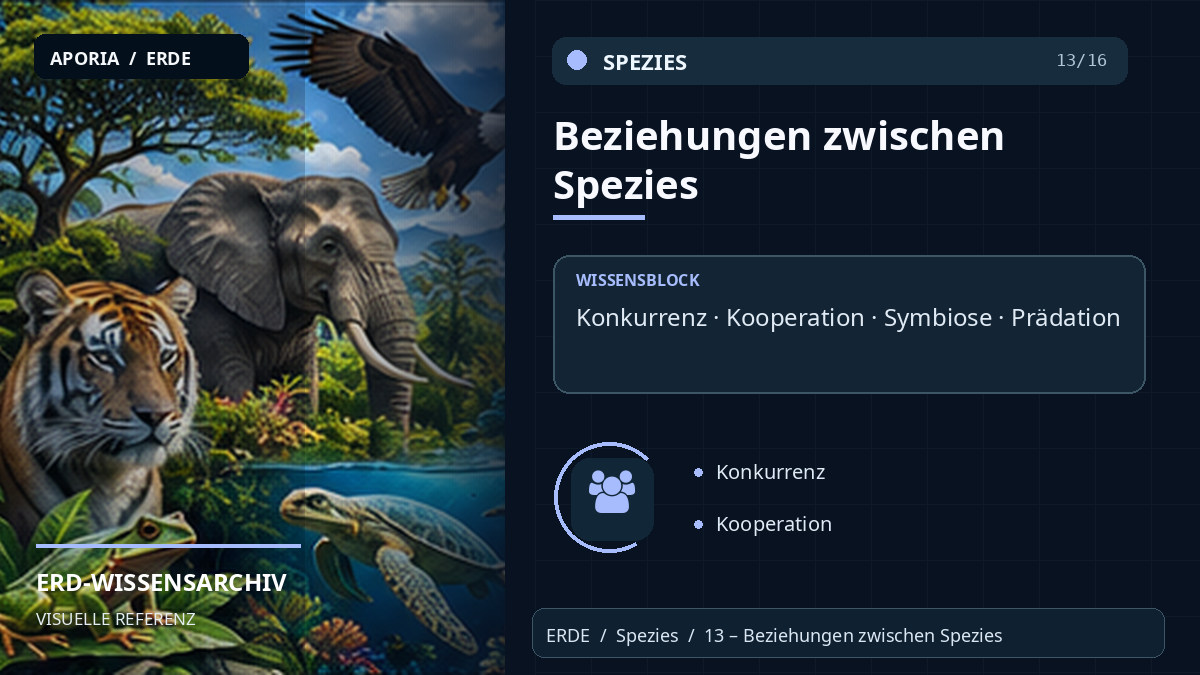 APORIA / ERDE
ERD-WISSENSARCHIV
VISUELLE REFERENZ
SPEZIES
13/16
Beziehungen zwischen
Spezies
WISSENSBLOCK
Konkurrenz · Kooperation · Symbiose · Prädation
Konkurrenz
Kooperation
ERDE / Spezies / 13 – Beziehungen zwischen Spezies